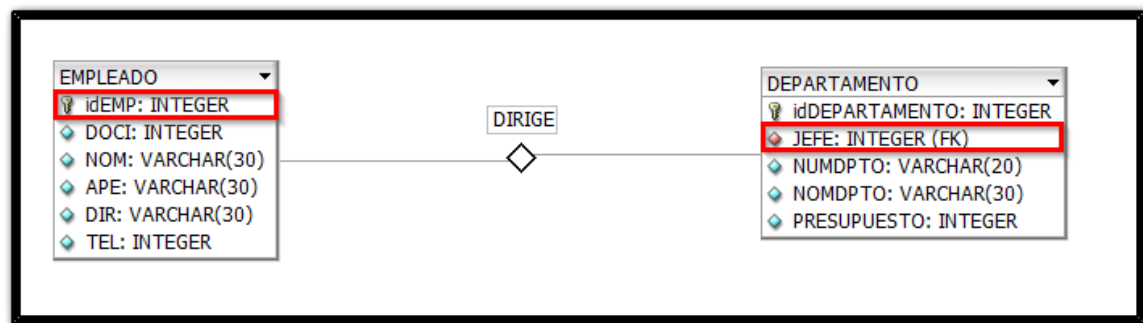 EMPLEADO
idEMP: INTEGER
DOCI: INTEGER
NOM: VARCHAR(30)
APE: VARCHAR(30)
DIR: VARCHAR(30)
TEL: INTEGER
DIRIGE
DEPARTAMENTO
idDEPARTAMENTO: INTEGER
JEFE: INTEGER (FK)
NUMDPTO: VARCHAR(20)
NOMDPTO: VARCHAR(30)
PRESUPUESTO: INTEGER